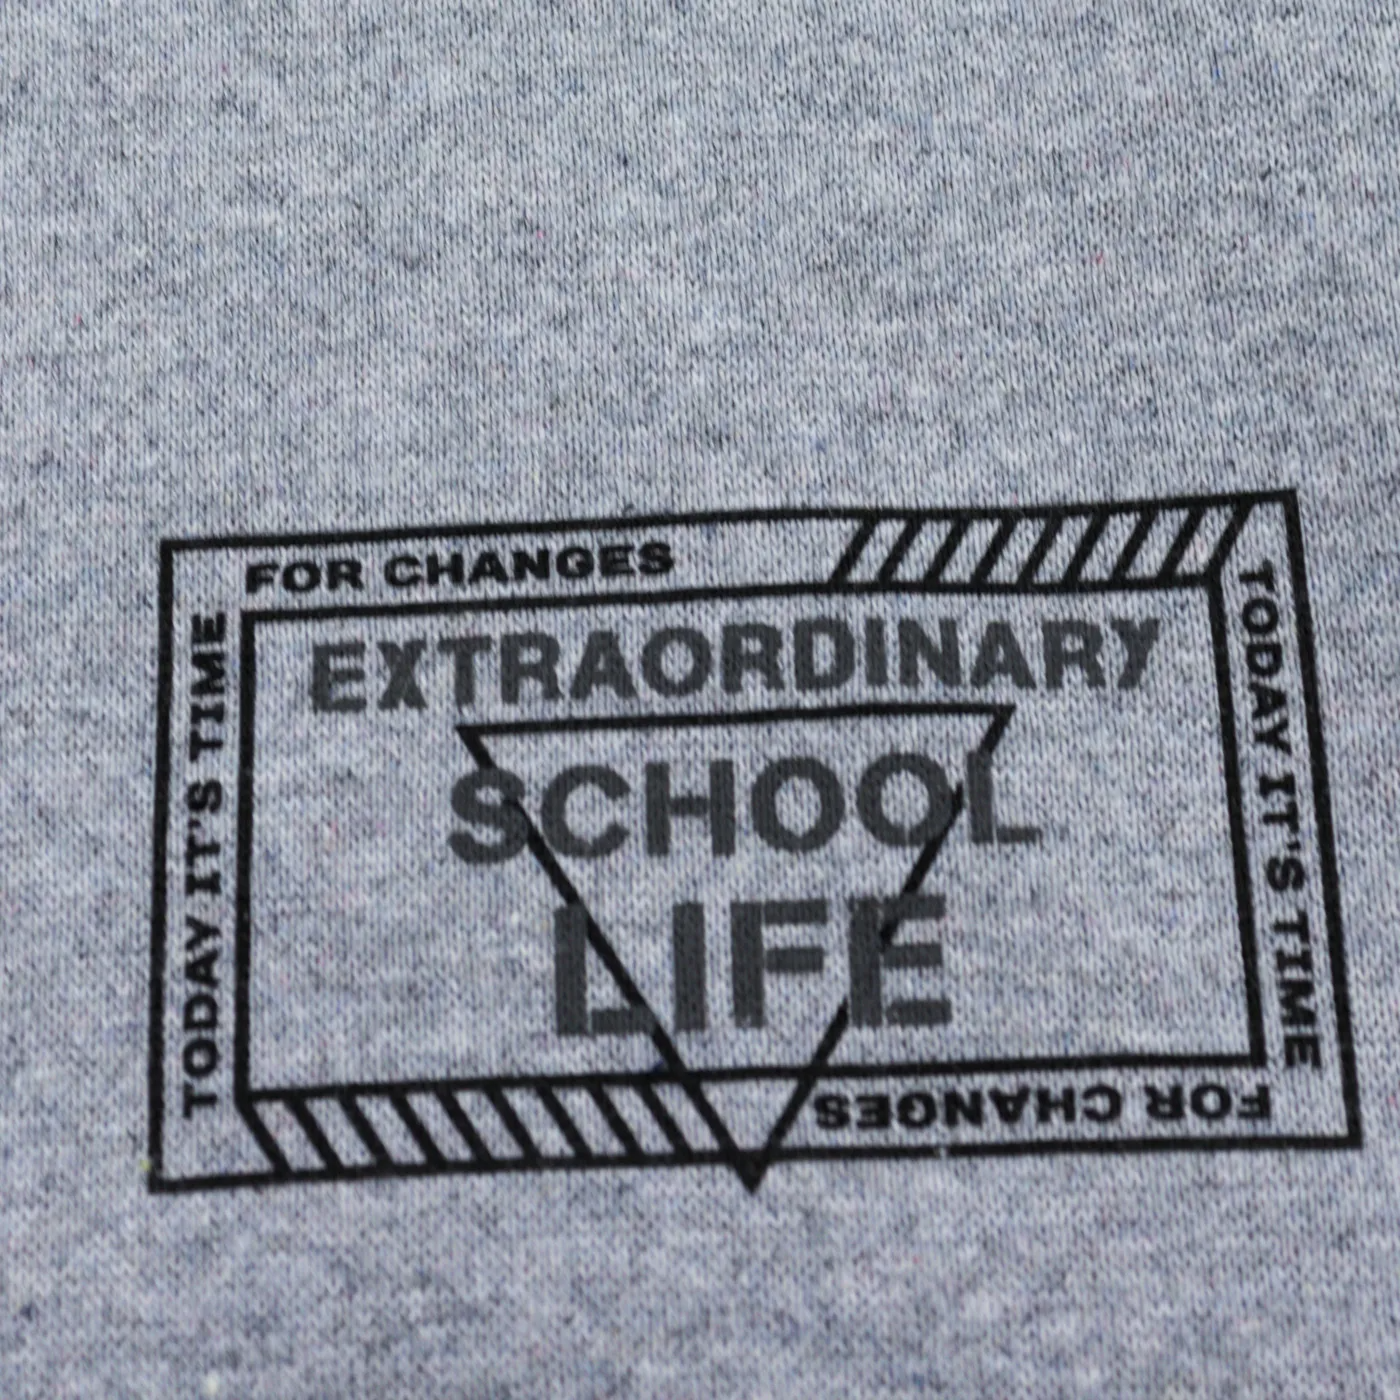 FOR CHANGES
TODAY IT'S TIME
EXTRAORDINARY
SCHOOL
LIFE
TODAY IT'S TIME
FOR CHANGES